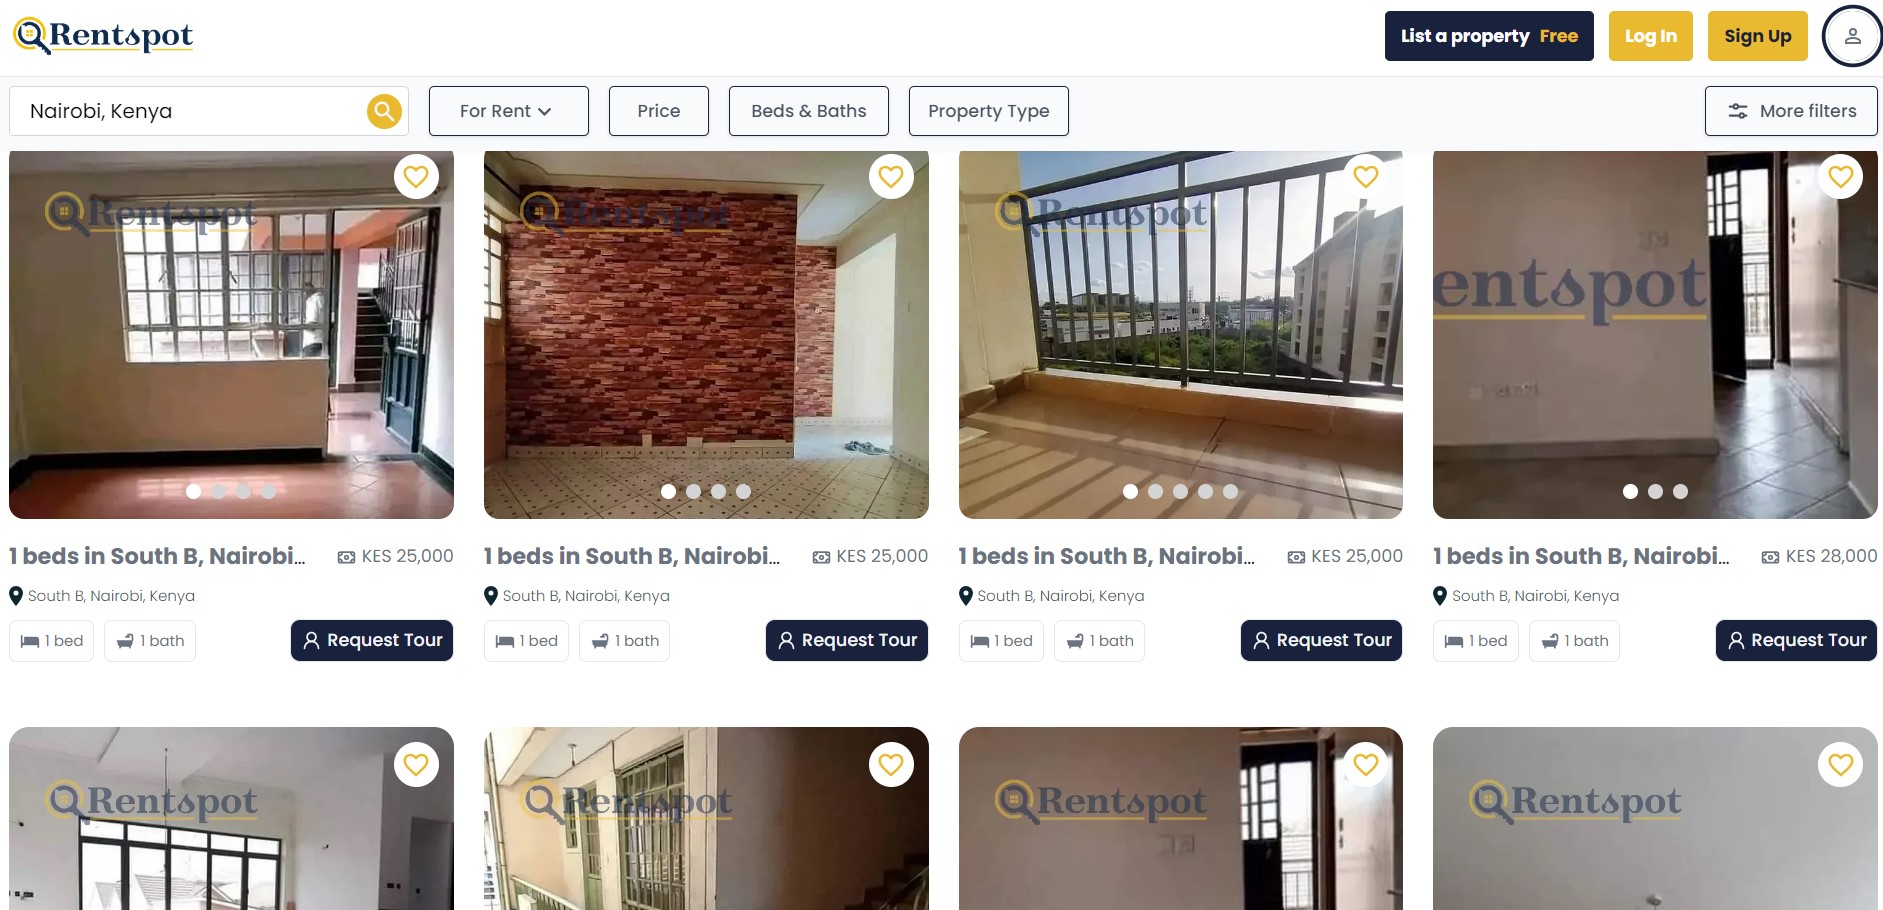 Rentspot
List a property Free
Log In
Sign Up
Nairobi, Kenya
For Rent
Price
Beds & Baths
Property Type
More filters
Rentspot
Rentspot
Rentspot
entspot
1 beds in South B, Nairobi... KES 25,000
South B, Nairobi, Kenya
1 bed 1 bath Request Tour
1 beds in South B, Nairobi... KES 25,000
South B, Nairobi, Kenya
1 bed 1 bath Request Tour
1 beds in South B, Nairobi... KES 25,000
South B, Nairobi, Kenya
1 bed 1 bath Request Tour
1 beds in South B, Nairobi... KES 28,000
South B, Nairobi, Kenya
1 bed 1 bath Request Tour
Rentspot
Rentspot
Rentspot
Rentspot